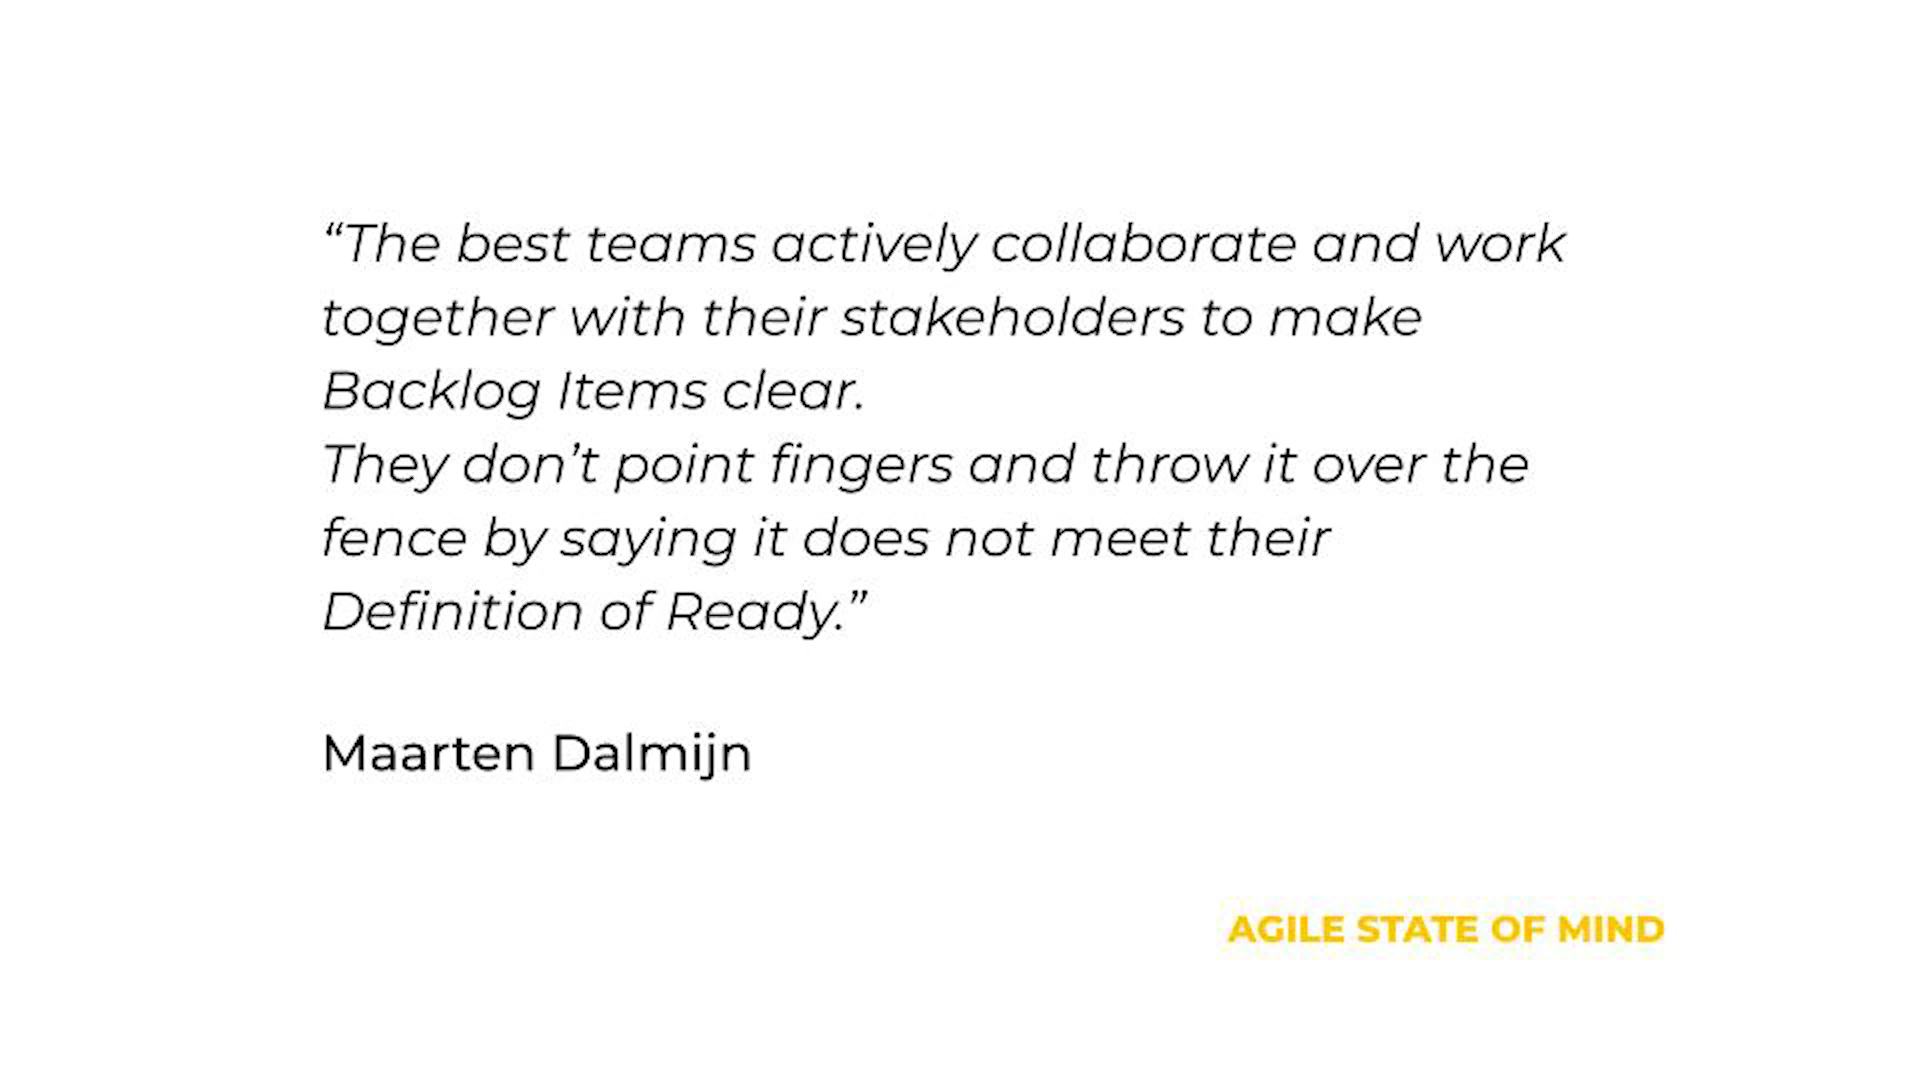 “The best teams actively collaborate and work
together with their stakeholders to make
Backlog Items clear.
They don’t point fingers and throw it over the
fence by saying it does not meet their
Definition of Ready.”
Maarten Dalmijn
AGILE STATE OF MIND